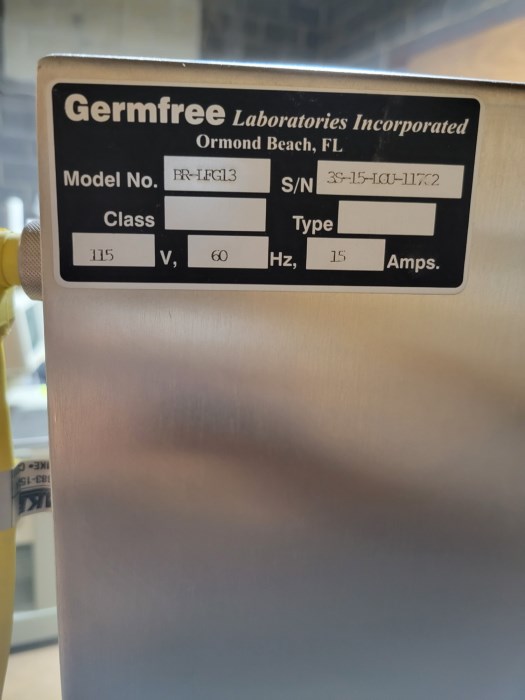 Germfree Laboratories Incorporated
Ormond Beach, FL
Model No. BR-LFG13 S/N
Class Type
115 V, 60 Hz, 15 Amps.